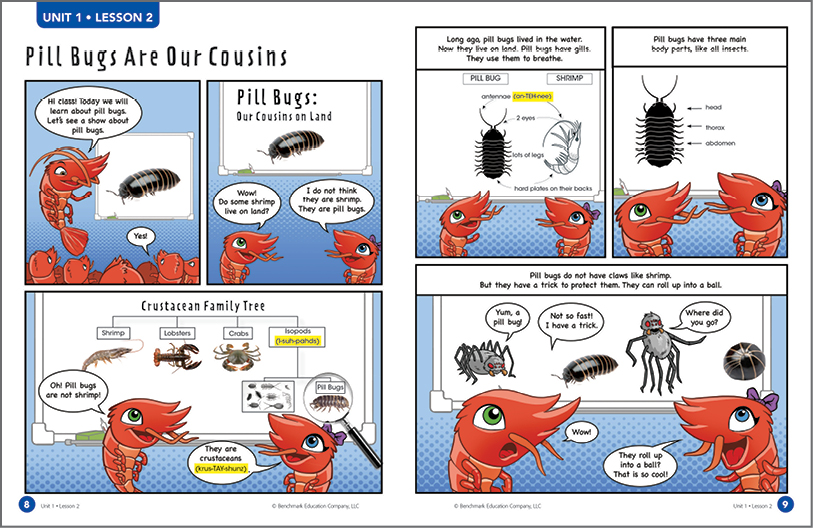 UNIT 1 • LESSON 2
Pill Bugs Are Our Cousins
Hi class! Today we will
learn about pill bugs.
Let's see a show about
pill bugs.
Yes!
Pill Bugs:
Our Cousins on Land
Wow!
Do some shrimp
live on land?
I do not think
they are shrimp.
They are pill bugs.
Crustacean Family Tree
Shrimp
Lobsters
Crabs
Isopods
(I-suh-pahds)
Pill Bugs
Oh! Pill bugs
are not shrimp!
They are
crustaceans
(krus-TAY-shunz).
8
Unit 1 • Lesson 2
© Benchmark Education Company, LLC
Long ago, pill bugs lived in the water.
Now they live on land. Pill bugs have gills.
They use them to breathe.
PILL BUG
SHRIMP
antennae (an-TEH-nee)
2 eyes
lots of legs
hard plates on their backs
Pill bugs have three main
body parts, like all insects.
head
thorax
abdomen
Pill bugs do not have claws like shrimp.
But they have a trick to protect them. They can roll up into a ball.
Yum, a
pill bug!
Not so fast!
I have a trick.
Where did
you go?
Wow!
They roll up
into a ball?
That is so cool!
© Benchmark Education Company, LLC
Unit 1 • Lesson 2
9